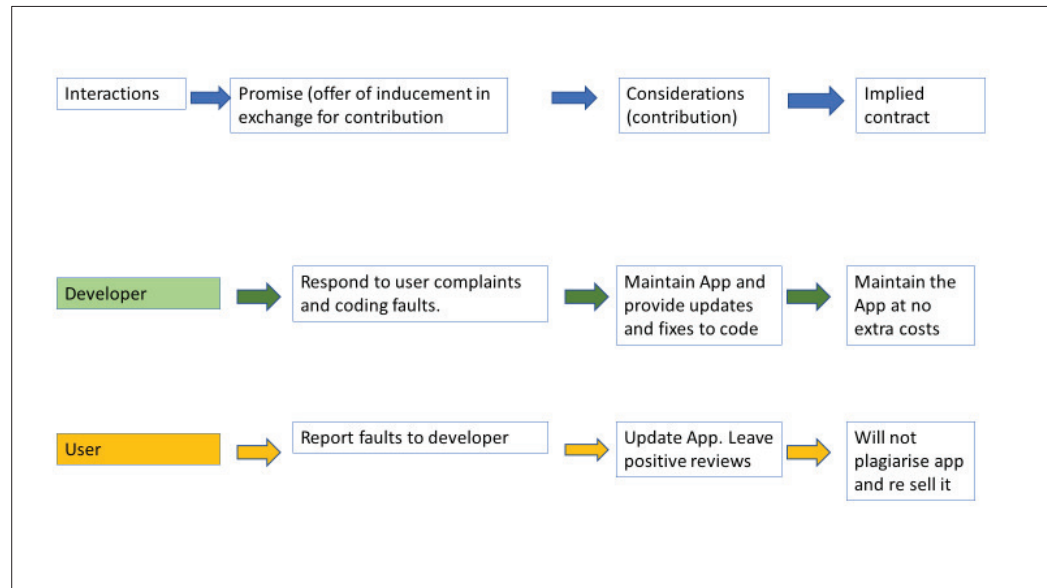 Interactions
Promise (offer of inducement in
exchange for contribution
Considerations
(contribution)
Implied
contract
Developer
Respond to user complaints
and coding faults.
Maintain App and
provide updates
and fixes to code
Maintain the
App at no
extra costs
User
Report faults to developer
Update App. Leave
positive reviews
Will not
plagiarise app
and re sell it